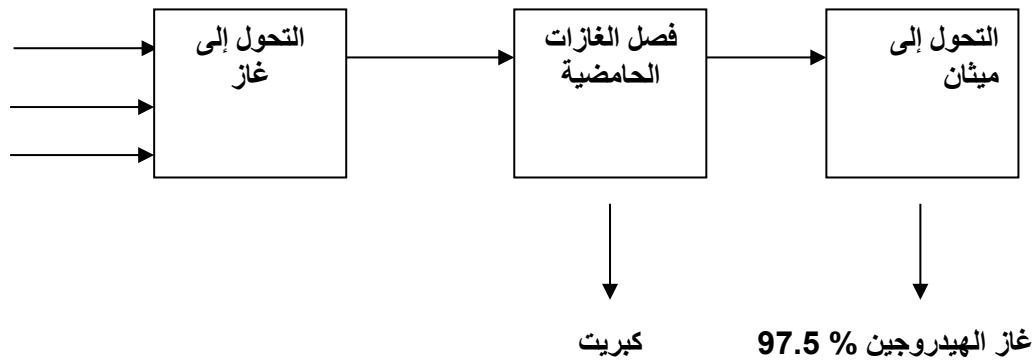 التحول إلى
غاز
فصل الغازات
الحامضية
التحول إلى
ميثان
كبريت
غاز الهيدروجين % 97.5